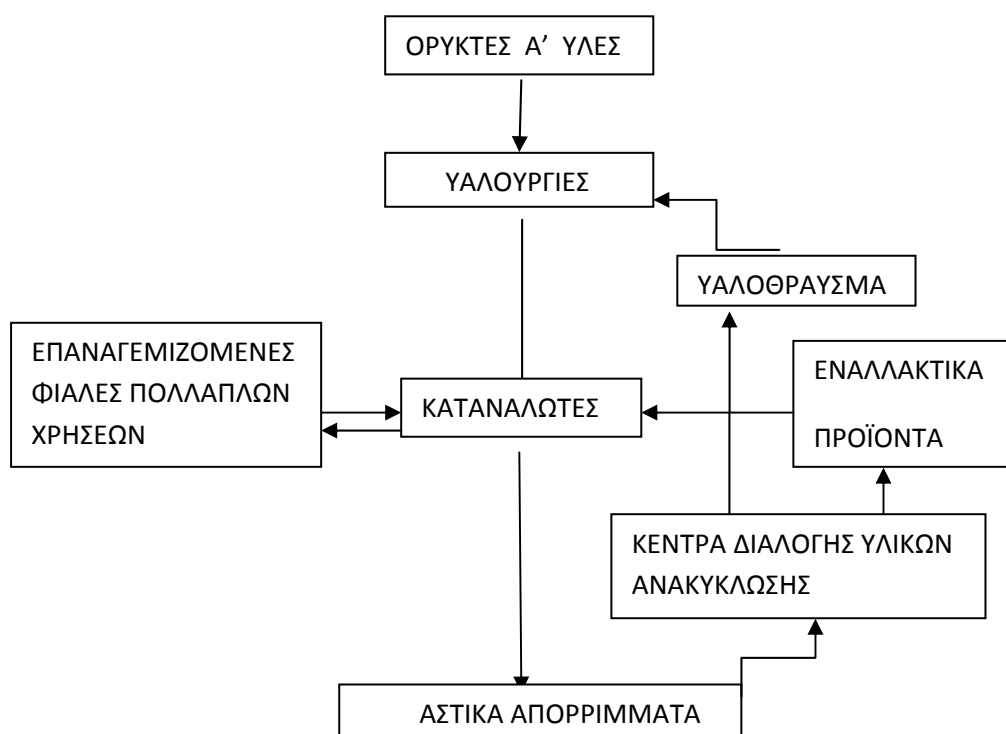 ΟΡΥΚΤΕΣ Α’ ΥΛΕΣ
ΥΑΛΟΥΡΓΙΕΣ
ΥΑΛΟΘΡΑΥΣΜΑ
ΕΠΑΝΑΓΕΜΙΖΟΜΕΝΕΣ
ΦΙΑΛΕΣ ΠΟΛΛΑΠΛΩΝ
ΧΡΗΣΕΩΝ
ΚΑΤΑΝΑΛΩΤΕΣ
ΕΝΑΛΛΑΚΤΙΚΑ
ΠΡΟΪΟΝΤΑ
ΚΕΝΤΡΑ ΔΙΑΛΟΓΗΣ ΥΛΙΚΩΝ
ΑΝΑΚΥΚΛΩΣΗΣ
ΑΣΤΙΚΑ ΑΠΟΡΡΙΜΜΑΤΑ